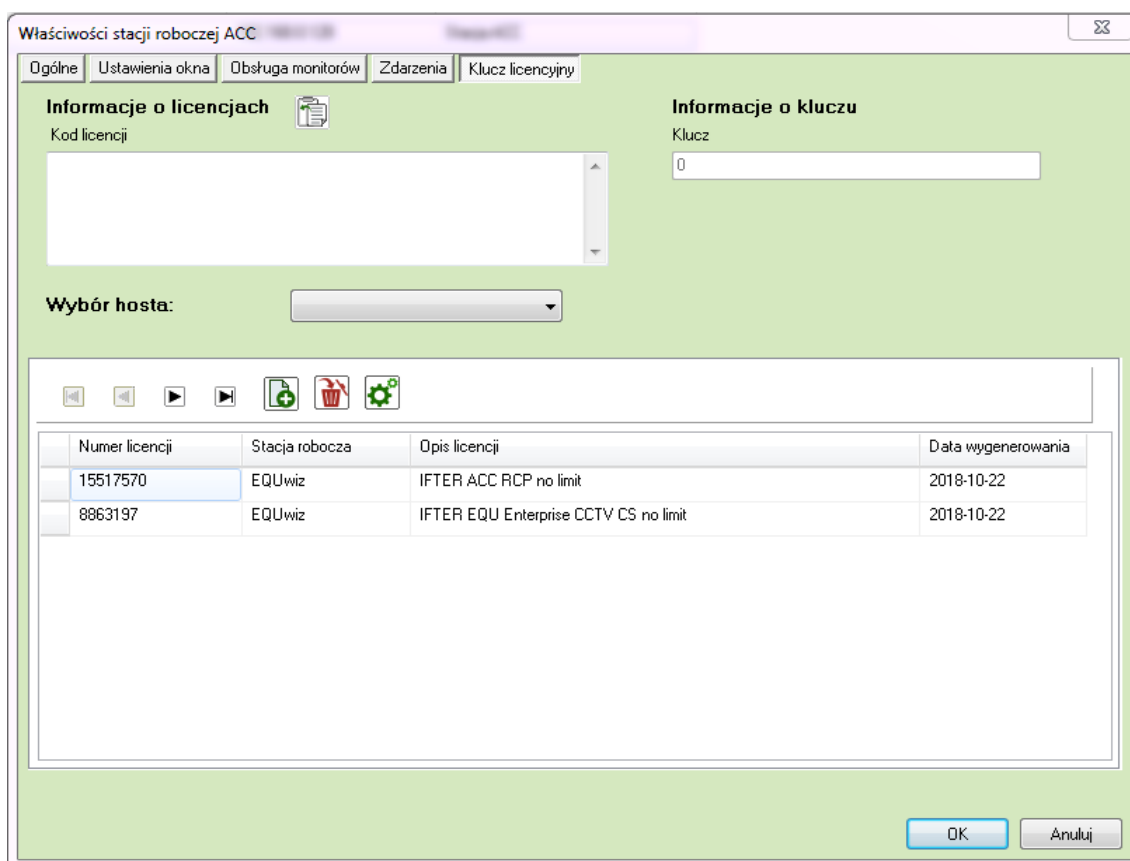 Właściwości stacji roboczej ACC
Ogólne Ustawienia okna Obsługa monitorów Zdarzenia Klucz licencyjny
Informacje o licencjach Informacje o kluczu
Kod licencji Klucz
0
Wybór hosta:
Numer licencji Stacja robocza Opis licencji Data wygenerowania
15517570 EQUwiz IFTER ACC RCP no limit 2018-10-22
8863197 EQUwiz IFTER EQU Enterprise CCTV CS no limit 2018-10-22
OK Anuluj